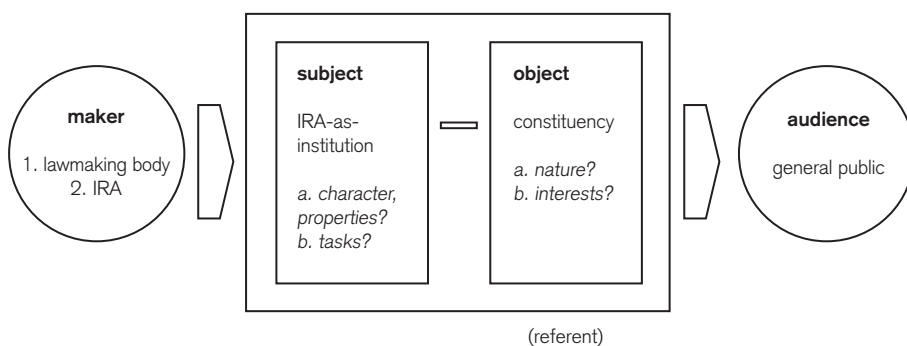 maker
1. lawmaking body
2. IRA
subject
IRA-as-
institution
a. character,
properties?
b. tasks?
object
constituency
a. nature?
b. interests?
audience
general public
(referent)